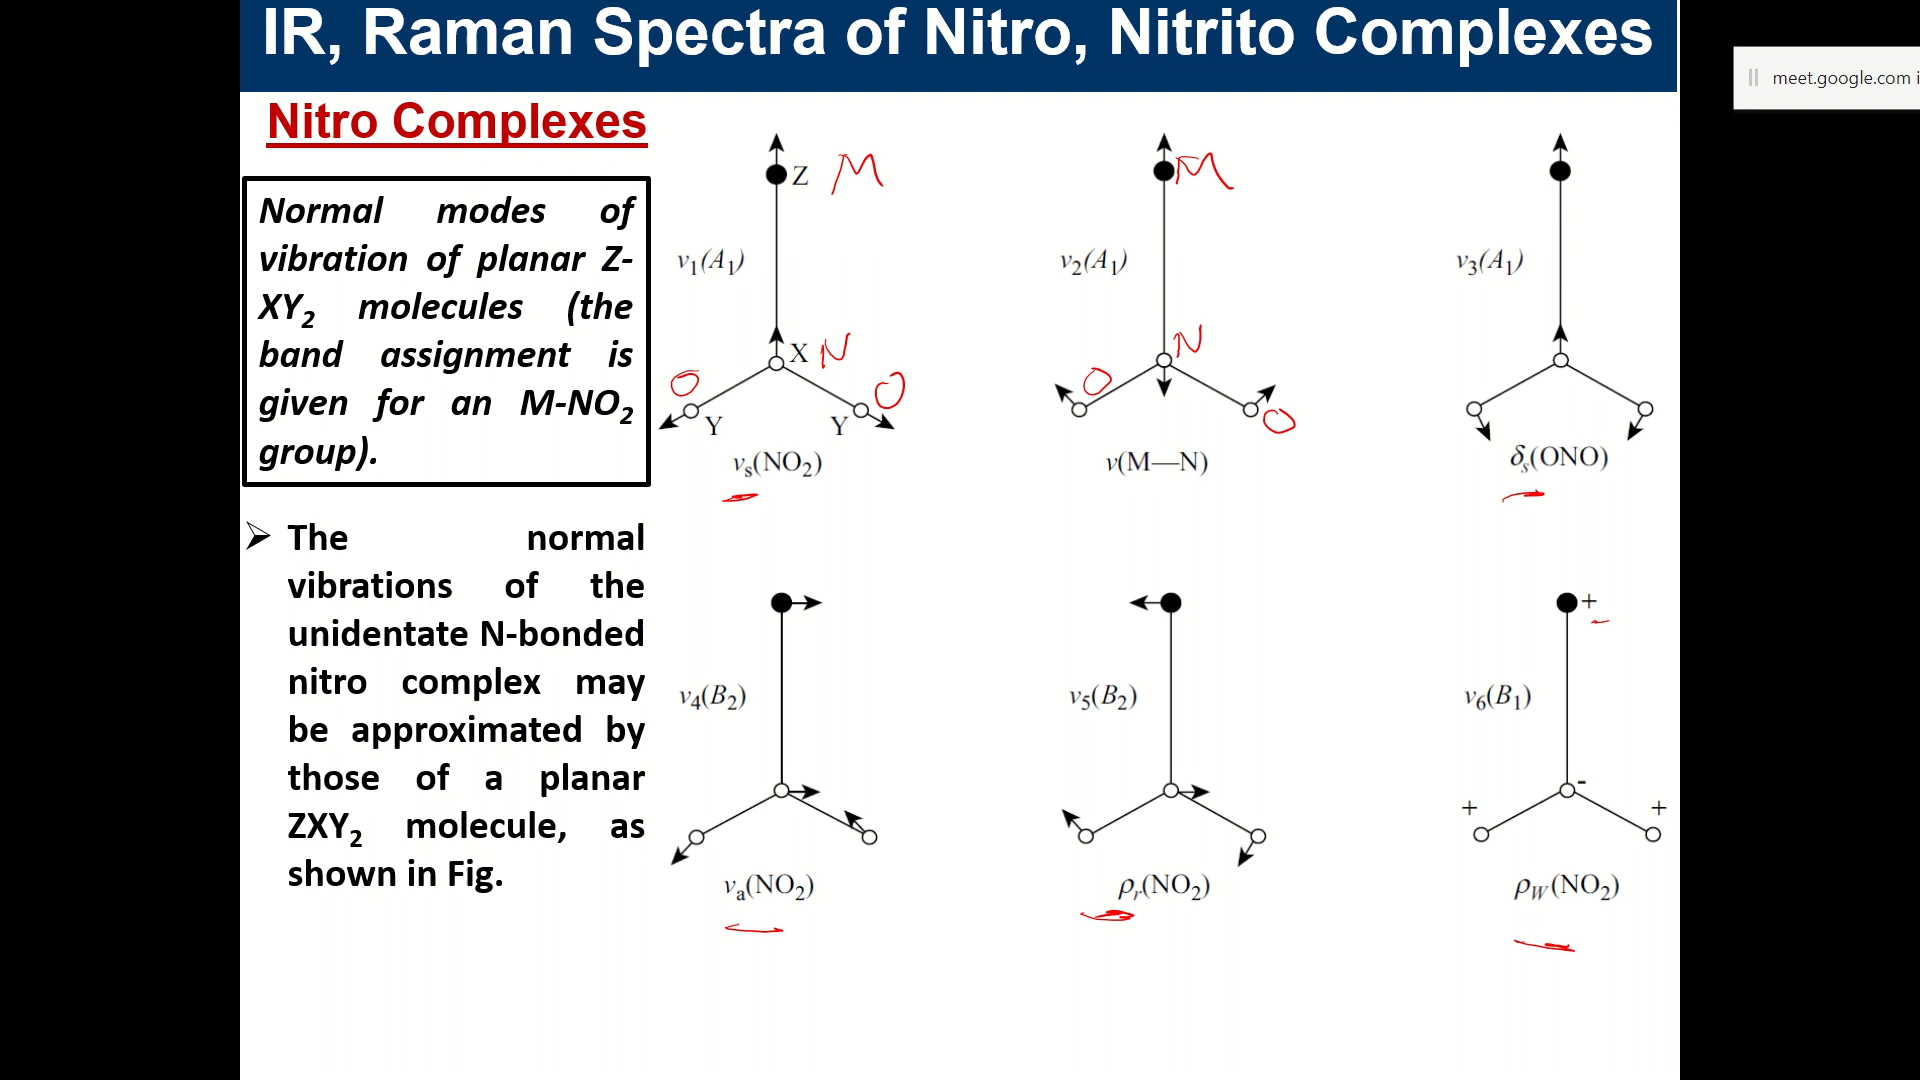 IR, Raman Spectra of Nitro, Nitrito Complexes
meet.google.com i
Nitro Complexes
Normal modes of
vibration of planar Z-
XY2 molecules (the
band assignment is
given for an M-NO2
group).
➢ The normal
vibrations of the
unidentate N-bonded
nitro complex may
be approximated by
those of a planar
ZXY2 molecule, as
shown in Fig.
Z M
ν1(A1)
X N
O O
Y Y
νs(NO2)
M
ν2(A1)
N
O O
ν(M—N)
ν3(A1)
δs(ONO)
ν4(B2)
νa(NO2)
ν5(B2)
ρr(NO2)
+
ν6(B1)
-
+ +
ρW(NO2)